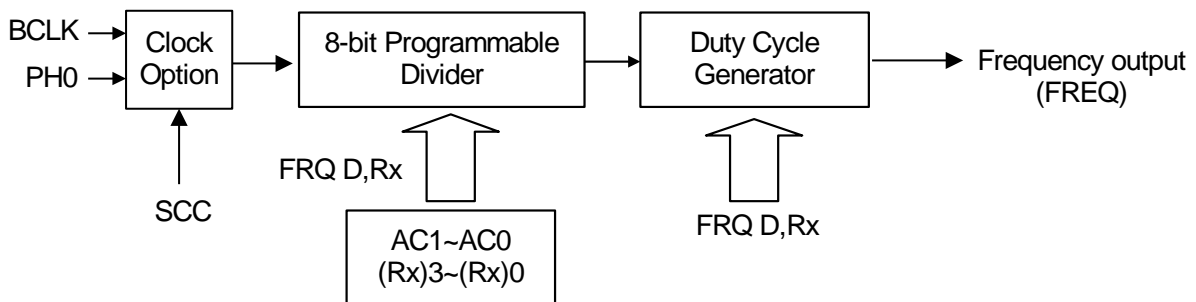 BCLK
PH0
Clock
Option
SCC
8-bit Programmable
Divider
FRQ D,Rx
AC1~AC0
(Rx)3~(Rx)0
Duty Cycle
Generator
FRQ D,Rx
Frequency output
(FREQ)